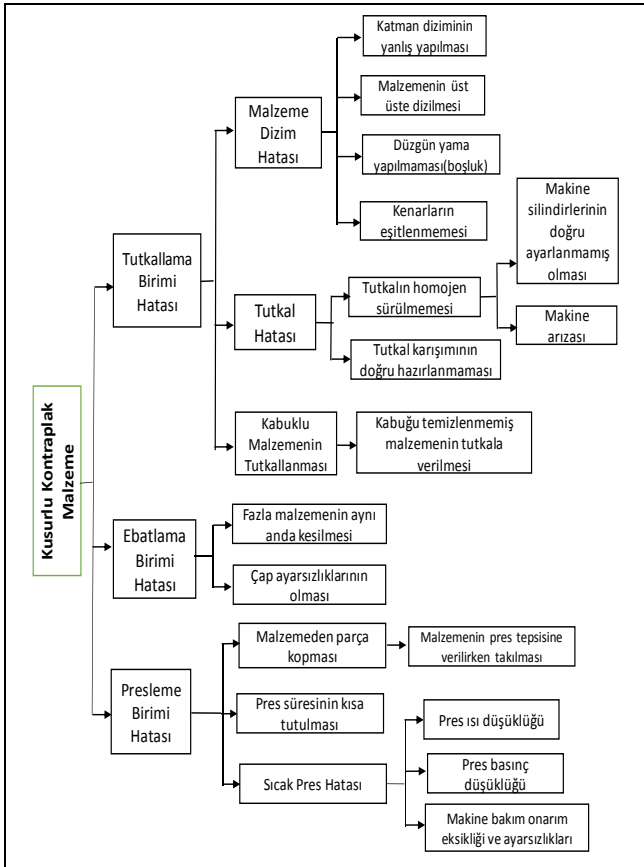 Kusurlu Kontraplak
Malzeme
Tutkallama
Birimi
Hatası
Malzeme
Dizim
Hatası
Katman diziminin
yanlış yapılması
Malzemenin üst
üste dizilmesi
Düzgün yama
yapılmaması(boşluk)
Kenarların
eşitlenmemesi
Tutkal
Hatası
Tutkalın homojen
sürülmemesi
Makine
silindirlerinin
doğru
ayarlanmamış
olması
Makine
arızası
Tutkal karışımının
doğru hazırlanmaması
Kabuklu
Malzemenin
Tutkallanması
Kabuğu temizlenmemiş
malzemenin tutkala
verilmesi
Ebatlama
Birimi
Hatası
Fazla malzemenin aynı
anda kesilmesi
Çap ayarsızlıklarının
olması
Presleme
Birimi
Hatası
Malzemeden parça
kopması
Malzemenin pres tepsisine
verilirken takılması
Pres süresinin kısa
tutulması
Sıcak Pres Hatası
Pres ısı düşüklüğü
Pres basınç
düşüklüğü
Makine bakım onarım
eksikliği ve ayarsızlıkları